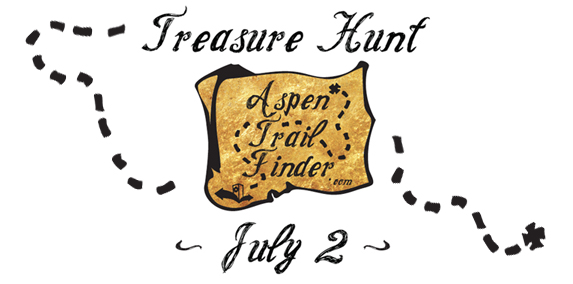 Treasure Hunt
Aspen
Trail
Finder
.com
~ July 2 ~